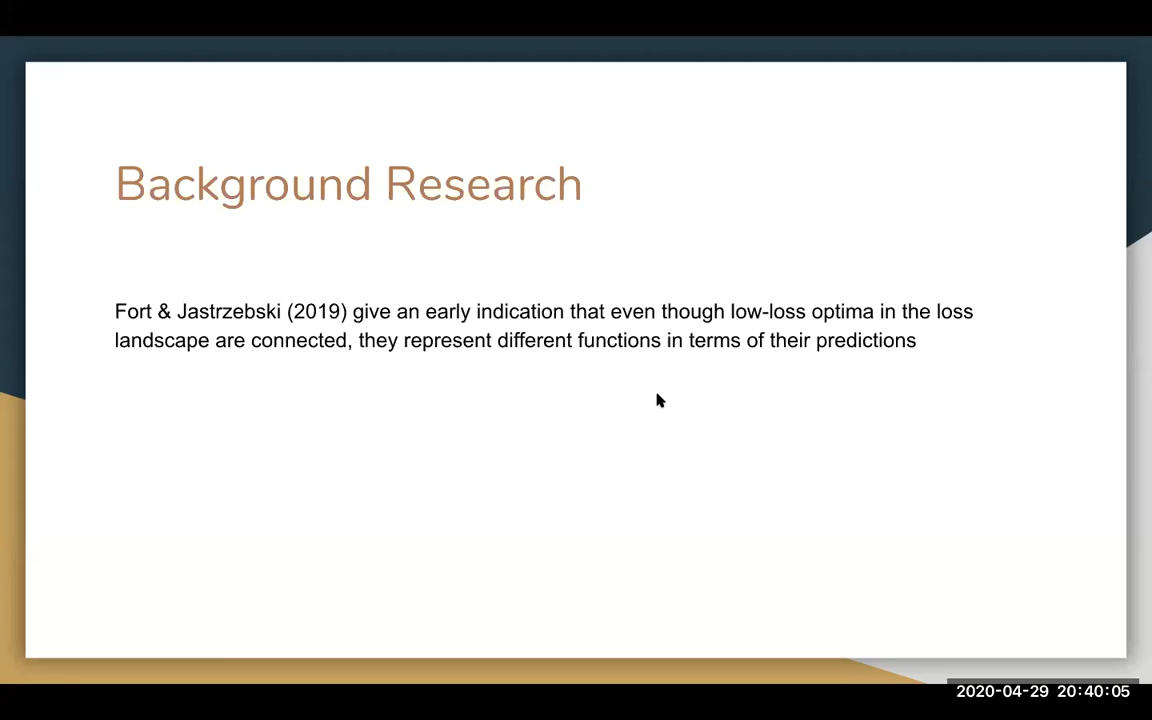 Background Research
Fort & Jastrzebski (2019) give an early indication that even though low-loss optima in the loss
landscape are connected, they represent different functions in terms of their predictions
2020-04-29 20:40:05